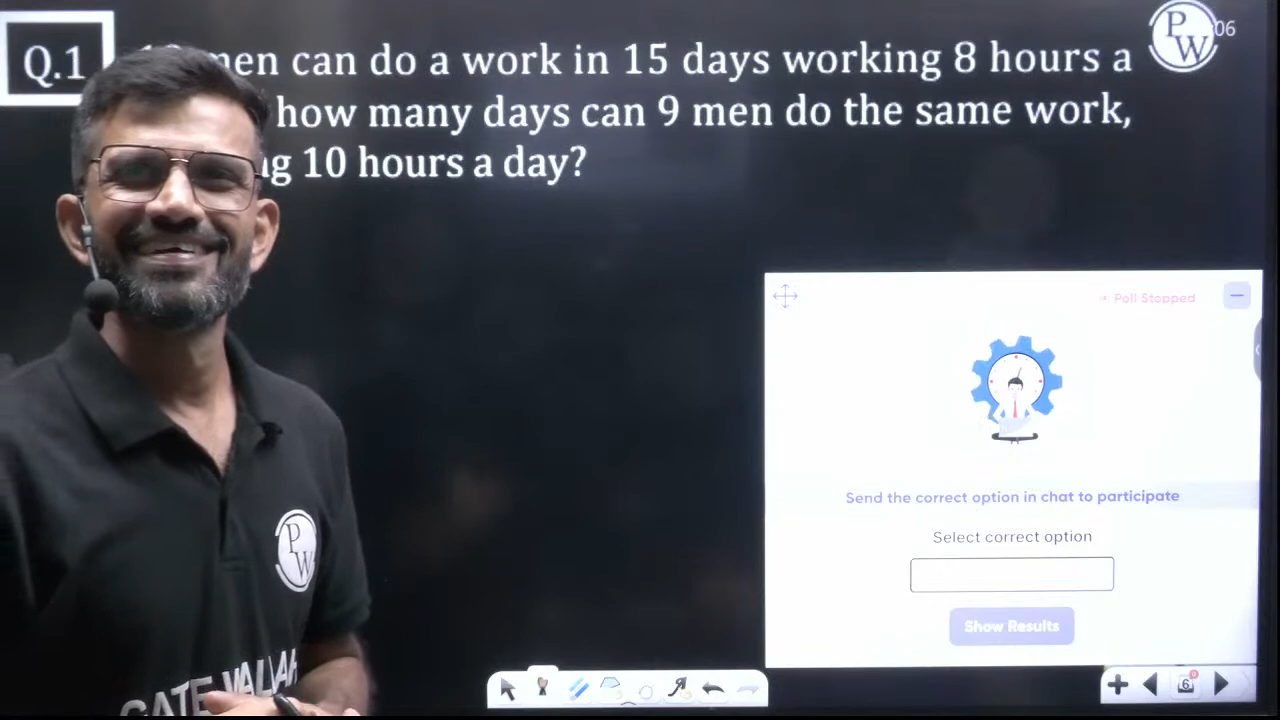 Q.1
men can do a work in 15 days working 8 hours a
how many days can 9 men do the same work,
10 hours a day?
PW
06
Poll Stopped
Send the correct option in chat to participate
Select correct option
Show Results
PW
GATE WALLAH
6